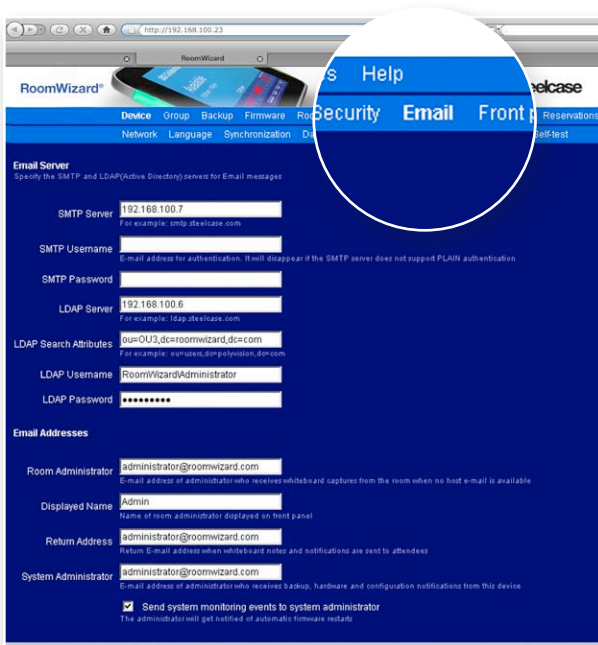 http://192.168.100.23
RoomWizard
RoomWizard®
elcase
s Help
Device Group Backup Firmware
Reservations
Security Email Front p
Network Language Synchronization Da
Self-test
Email Server
Specify the SMTP and LDAP(Active Directory) servers for Email messages
SMTP Server 192.168.100.7
For example: smtp.steelcase.com
SMTP Username
E-mail address for authentication. It will disappear if the SMTP server does not support PLAIN authentication
SMTP Password
LDAP Server 192.168.100.6
For example: ldap.steelcase.com
LDAP Search Attributes ou=OU3,dc=roomwizard,dc=com
For example: ou=users,dc=polyvision,dc=com
LDAP Username RoomWizard\Administrator
LDAP Password •••••••••
Email Addresses
Room Administrator administrator@roomwizard.com
E-mail address of administrator who receives whiteboard captures from the room when no host e-mail is available
Displayed Name Admin
Name of room administrator displayed on front panel
Return Address administrator@roomwizard.com
Return E-mail address when whiteboard notes and notifications are sent to attendees
System Administrator administrator@roomwizard.com
E-mail address of administrator who receives backup, hardware and configuration notifications from this device
Send system monitoring events to system administrator
The administrator will get notified of automatic firmware restarts